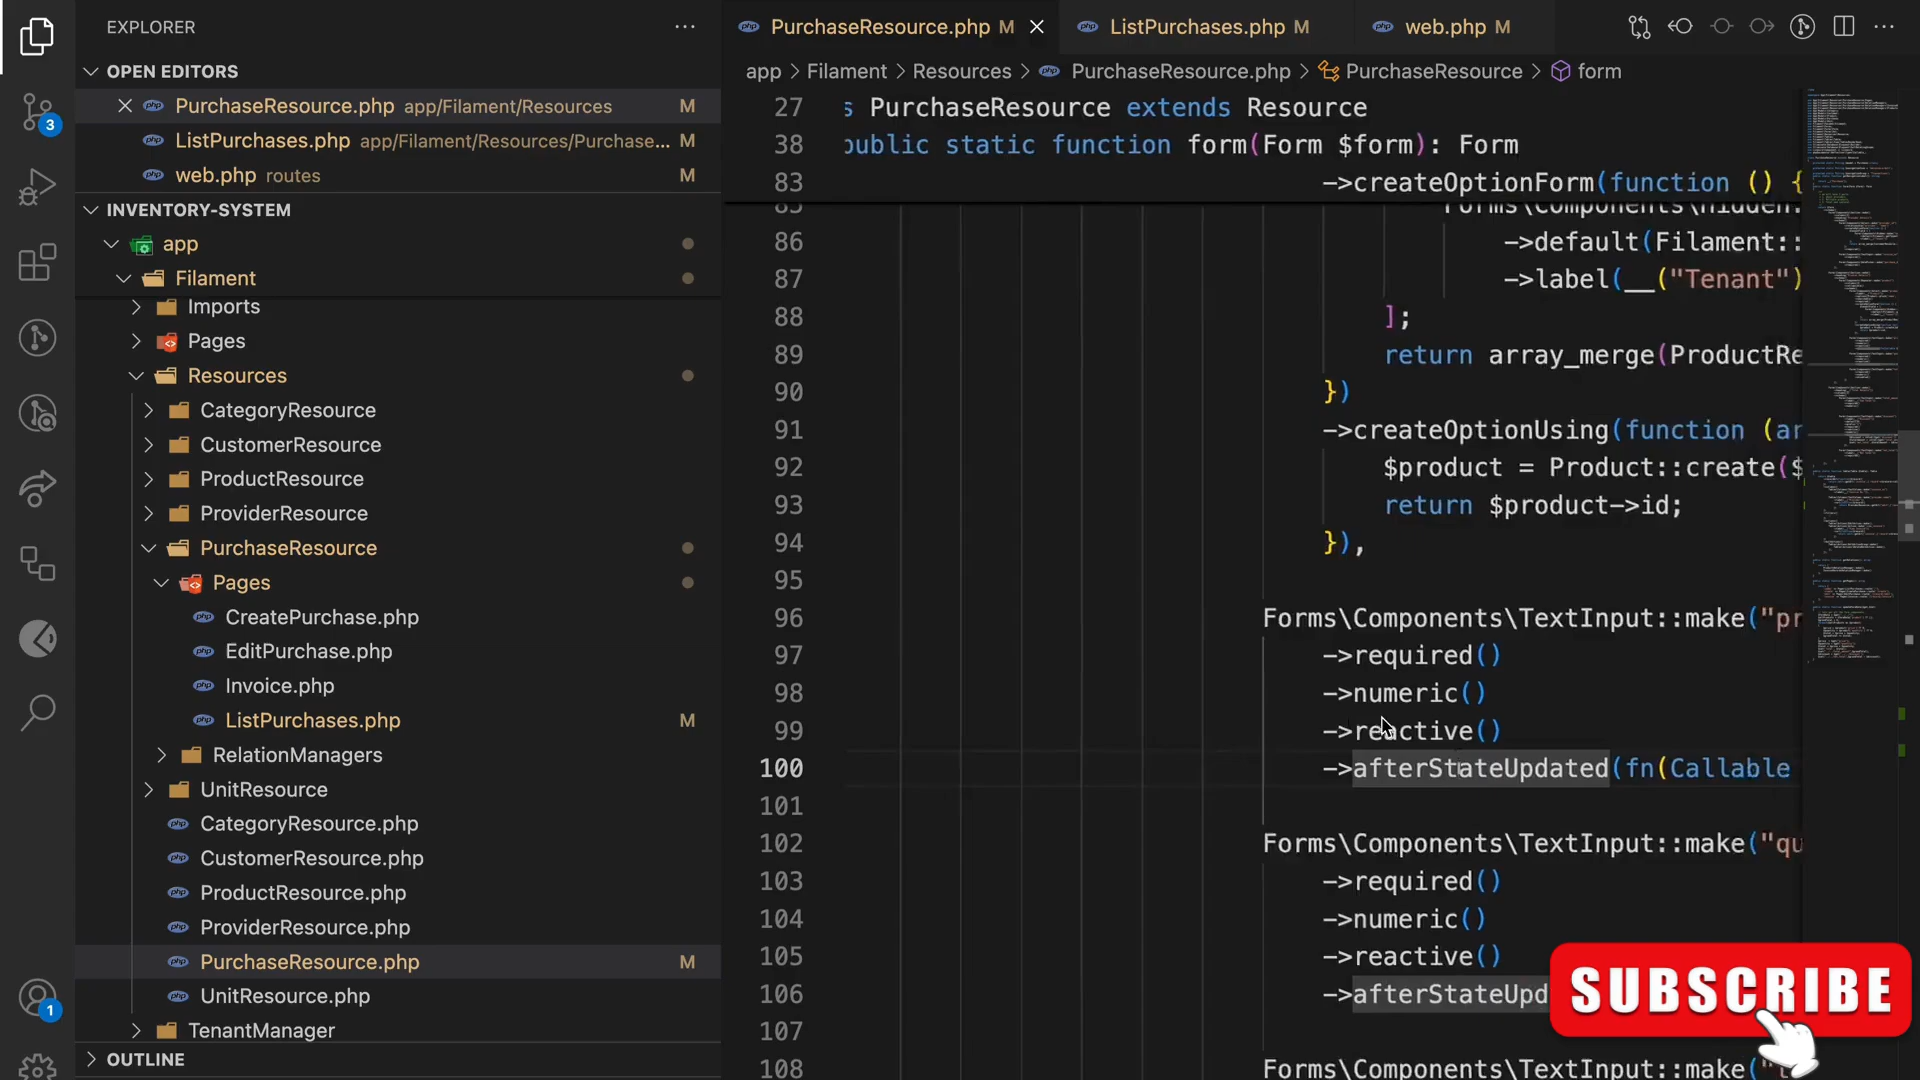 EXPLORER
OPEN EDITORS
PurchaseResource.php app/Filament/Resources M
ListPurchases.php app/Filament/Resources/Purchase... M
web.php routes M
INVENTORY-SYSTEM
app
Filament
Imports
Pages
Resources
CategoryResource
CustomerResource
ProductResource
ProviderResource
PurchaseResource
Pages
CreatePurchase.php
EditPurchase.php
Invoice.php
ListPurchases.php M
RelationManagers
UnitResource
CategoryResource.php
CustomerResource.php
ProductResource.php
ProviderResource.php
PurchaseResource.php M
UnitResource.php
TenantManager
OUTLINE
3
1
PurchaseResource.php M
ListPurchases.php M
web.php M
app > Filament > Resources > PurchaseResource.php > PurchaseResource > form
27 s PurchaseResource extends Resource
38 public static function form(Form $form): Form
83 ->createOptionForm(function () {
85 Forms\Components\Hidden:
86 ->default(Filament::
87 ->label(__("Tenant")
88 ];
89 return array_merge(ProductRe
90 })
91 ->createOptionUsing(function (ar
92 $product = Product::create($
93 return $product->id;
94 }),
95
96 Forms\Components\TextInput::make("pr
97 ->required()
98 ->numeric()
99 ->reactive()
100 ->afterStateUpdated(fn(Callable
101
102 Forms\Components\TextInput::make("qu
103 ->required()
104 ->numeric()
105 ->reactive()
106 ->afterStateUpd
107
108 Forms\Components\TextInput::make("
SUBSCRIBE